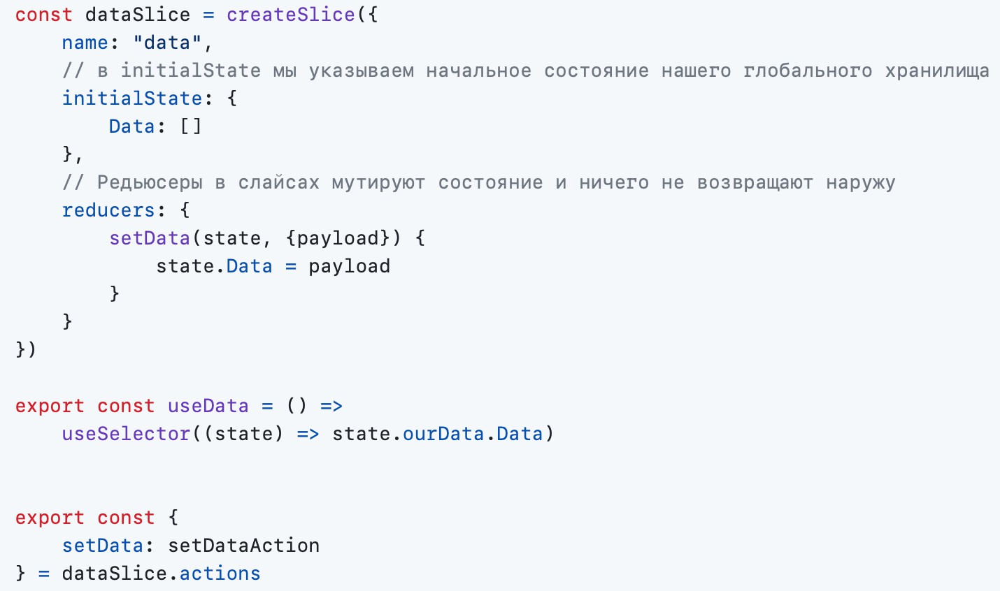 const dataSlice = createSlice({
    name: "data",
    // в initialState мы указываем начальное состояние нашего глобального хранилища
    initialState: {
        Data: []
    },
    // Редьюсеры в слайсах мутируют состояние и ничего не возвращают наружу
    reducers: {
        setData(state, {payload}) {
            state.Data = payload
        }
    }
})

export const useData = () =>
    useSelector((state) => state.ourData.Data)


export const {
    setData: setDataAction
} = dataSlice.actions